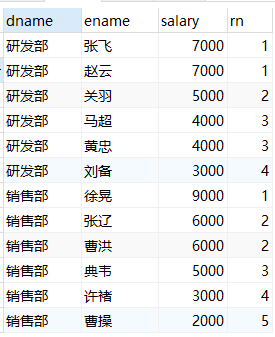 dname ename salary rn
研发部 张飞 7000 1
研发部 赵云 7000 1
研发部 关羽 5000 2
研发部 马超 4000 3
研发部 黄忠 4000 3
研发部 刘备 3000 4
销售部 徐晃 9000 1
销售部 张辽 6000 2
销售部 曹洪 6000 2
销售部 典韦 5000 3
销售部 许褚 3000 4
销售部 曹操 2000 5